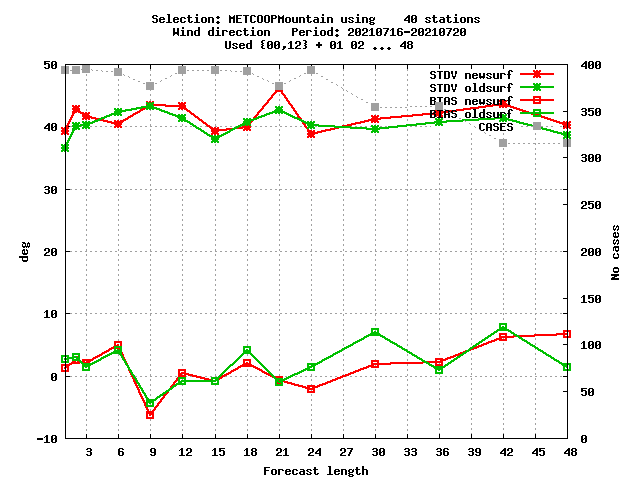 Selection: METCOOPMountain using    40 stations
Wind direction   Period: 20210716-20210720
Used {00,12} + 01 02 ... 48
STDV newsurf
STDV oldsurf
BIAS newsurf
BIAS oldsurf
CASES
50
40
30
20
10
0
-10
400
350
300
250
200
150
100
50
0
deg
No cases
3 6 9 12 15 18 21 24 27 30 33 36 39 42 45 48
Forecast length